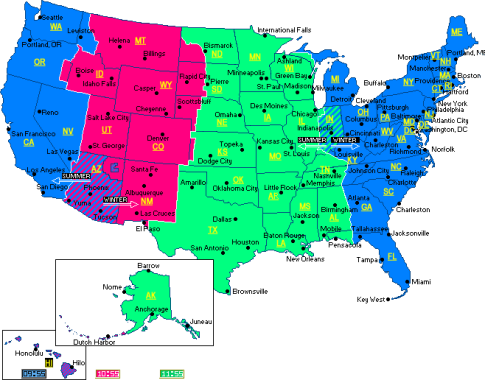 Seattle
WA
Portland, OR
Lewiston
OR
Helena
MT
Billings
Boise
ID
Idaho Falls
WY
Casper
Rapid City
Scottsbluff
Cheyenne
Reno
NV
Salt Lake City
UT
Denver
CO
San Francisco
CA
St. George
Las Vegas
Los Angeles
SUMMER
AZ
San Diego
Phoenix
Yuma
WINTER
Tucson
Santa Fe
Albuquerque
NM
Las Cruces
El Paso
Bismarck
ND
Pierre
SD
International Falls
MN
Minneapolis
St. Paul
Ashland
WI
Green Bay
Madison
Milwaukee
MI
Detroit
Omaha
NE
Des Moines
IA
Chicago
IL
Indianapolis
IN
Topeka
KS
Dodge City
Kansas City
MO
St. Louis
SUMMER
WINTER
Amarillo
OK
Oklahoma City
Little Rock
AR
Memphis
Nashville
TN
Dallas
TX
San Antonio
Houston
Brownsville
MS
Jackson
Baton Rouge
LA
New Orleans
Birmingham
AL
Mobile
Pensacola
ME
Montpelier
VT
NH
Portland, ME
Manchester
MA
Boston
NY
Providence
CT
Hartford
Buffalo
Cleveland
OH
Pittsburgh
PA
New York
NJ
Philadelphia
Baltimore
MD
Atlantic City
Columbus
Cincinnati
WV
VA
DC
Charleston
Richmond
Norfolk
Louisville
KY
Johnson City
NC
Raleigh
Charlotte
SC
Atlanta
GA
Charleston
Tallahassee
Jacksonville
Tampa
FL
Miami
Key West
Barrow
Nome
AK
Anchorage
Juneau
Dutch Harbor
Honolulu
HI
Hilo
09:55
10:55
11:55